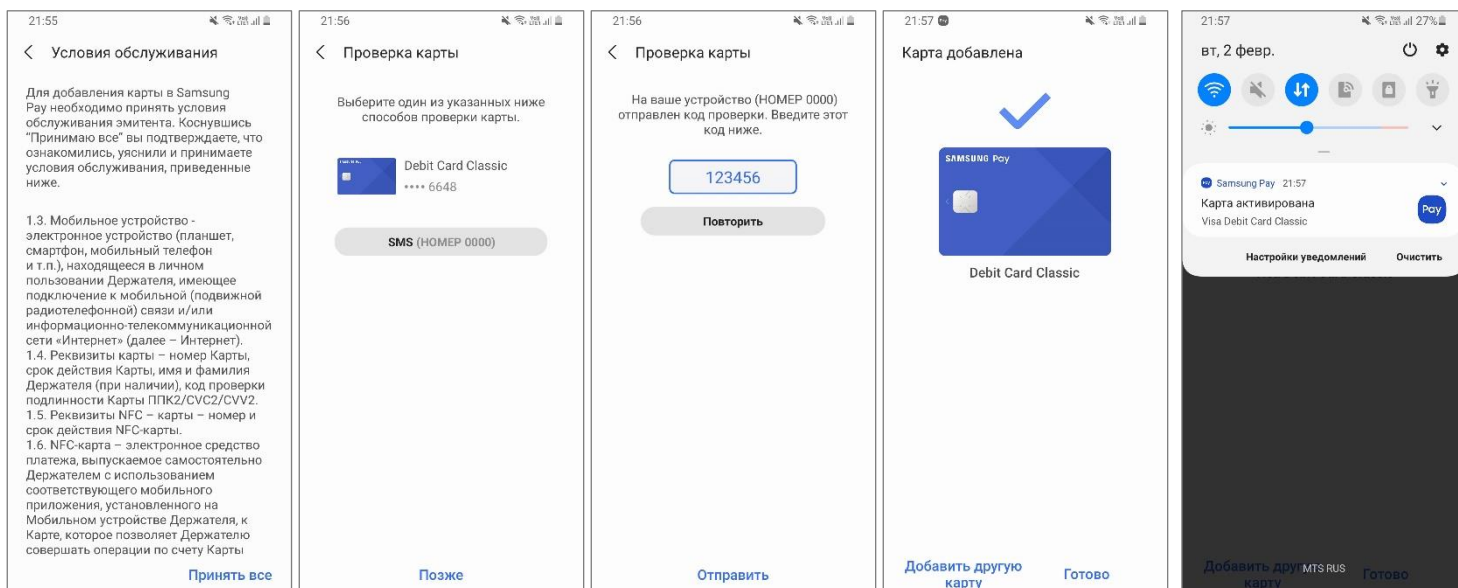 21:55
Условия обслуживания
Для добавления карты в Samsung
Pay необходимо принять условия
обслуживания эмитента. Коснувшись
"Принимаю все" вы подтверждаете, что
ознакомились, уяснили и принимаете
условия обслуживания, приведенные
ниже.
1.3. Мобильное устройство -
электронное устройство (планшет,
смартфон, мобильный телефон
и т.п.), находящееся в личном
пользовании Держателя, имеющее
подключение к мобильной (подвижной
радиотелефонной) связи и/или
информационно-телекоммуникационной
сети «Интернет» (далее – Интернет).
1.4. Реквизиты карты – номер Карты,
срок действия Карты, имя и фамилия
Держателя (при наличии), код проверки
подлинности Карты ППК2/CVC2/CVV2.
1.5. Реквизиты NFC – карты – номер и
срок действия NFC-карты.
1.6. NFC-карта – электронное средство
платежа, выпускаемое самостоятельно
Держателем с использованием
соответствующего мобильного
приложения, установленного на
Мобильном устройстве Держателя, к
Карте, которое позволяет Держателю
совершать операции по счету Карты
Принять все
21:56
Проверка карты
Выберите один из указанных ниже
способов проверки карты.
Debit Card Classic
•••• 6648
SMS (НОМЕР 0000)
Позже
21:56
Проверка карты
На ваше устройство (НОМЕР 0000)
отправлен код проверки. Введите этот
код ниже.
123456
Повторить
Отправить
21:57
Карта добавлена
SAMSUNG Pay
Debit Card Classic
Добавить другую
карту
Готово
21:57
27%
вт, 2 февр.
Samsung Pay 21:57
Карта активирована
Visa Debit Card Classic
Pay
Настройки уведомлений
Очистить
MTS RUS
Готово
карту